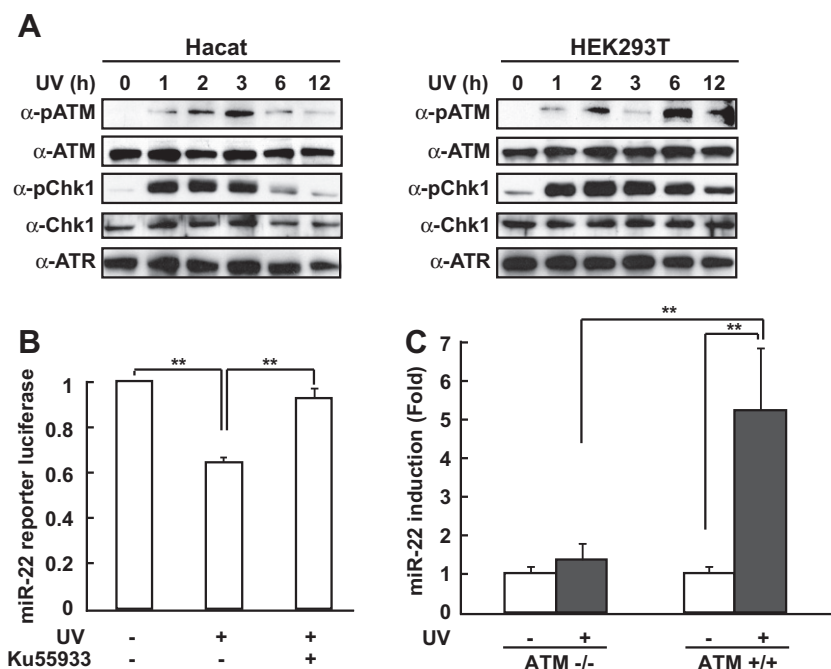 A
Hacat
UV (h) 0 1 2 3 6 12
α-pATM
α-ATM
α-pChk1
α-Chk1
α-ATR
HEK293T
UV (h) 0 1 2 3 6 12
α-pATM
α-ATM
α-pChk1
α-Chk1
α-ATR
B
miR-22 reporter luciferase
1
0.8
0.6
0.4
0.2
0
** **
UV - + +
Ku55933 - - +
C
miR-22 induction (Fold)
7
6
5
4
3
2
1
0
**
**
UV - + - +
ATM -/- ATM +/+